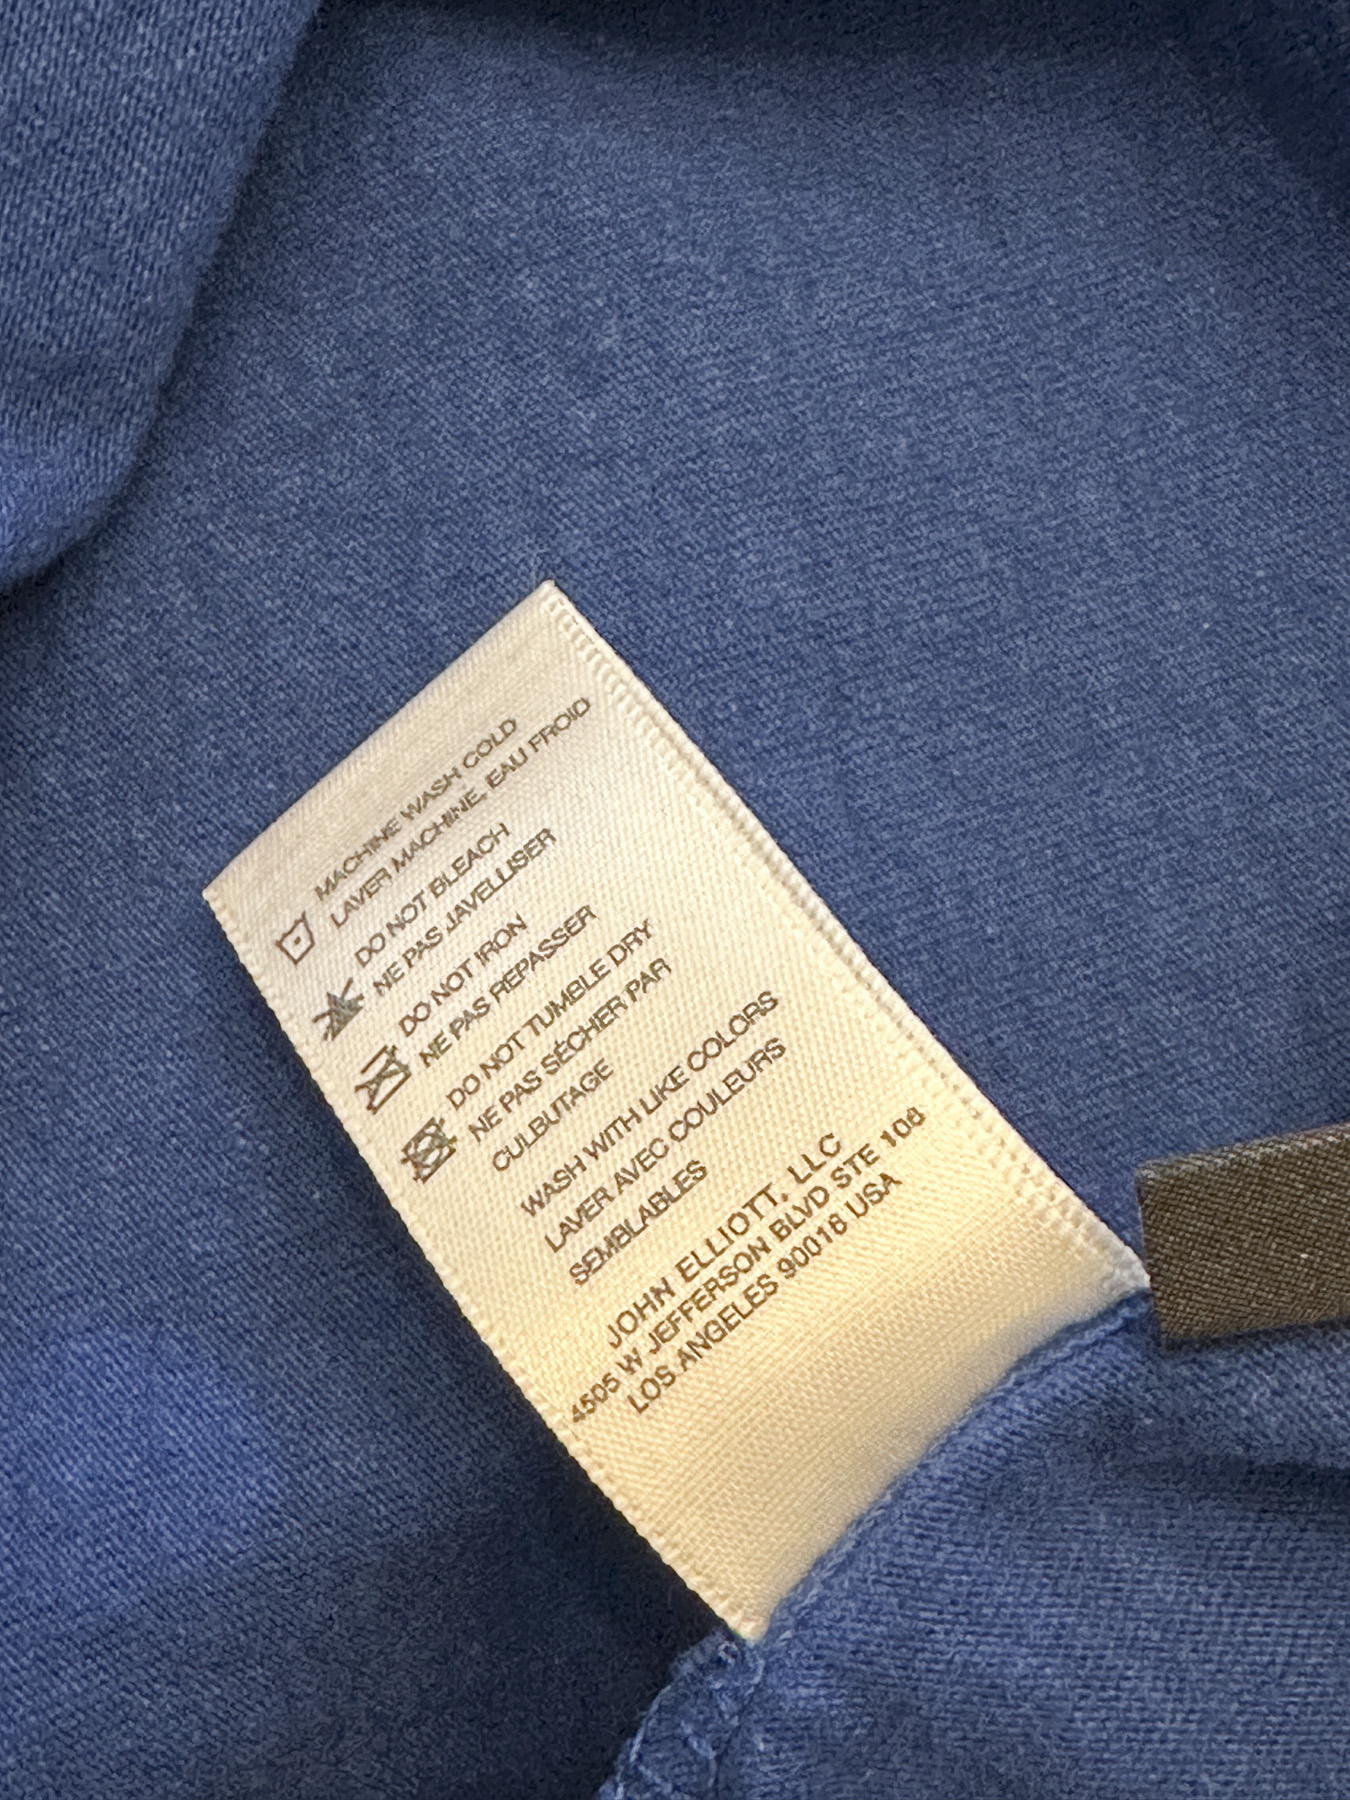 MACHINE WASH COLD
LAVER MACHINE, EAU FROID
DO NOT BLEACH
NE PAS JAVELLISER
DO NOT IRON
NE PAS REPASSER
DO NOT TUMBLE DRY
NE PAS SÉCHER PAR
CULBUTAGE
WASH WITH LIKE COLORS
LAVER AVEC COULEURS
SEMBLABLES
JOHN ELLIOTT, LLC
4505 W JEFFERSON BLVD STE 108
LOS ANGELES 90016 USA